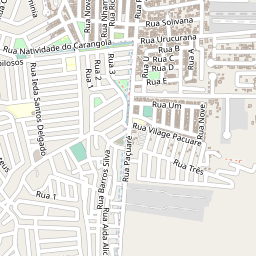 Rua Solivana
Rua Urucurana
Rua B
Rua C
Rua D
Rua E
Rua A
Rua U
Rua Natividade do Carangola
Rua 3
Rua 1
Rua Ieda Santos Delgado
Rua Um
Rua Nove
Rua Vilage Pacuare
Rua Três
Rua Pacuare
Rua Barros Silva
Rua 1